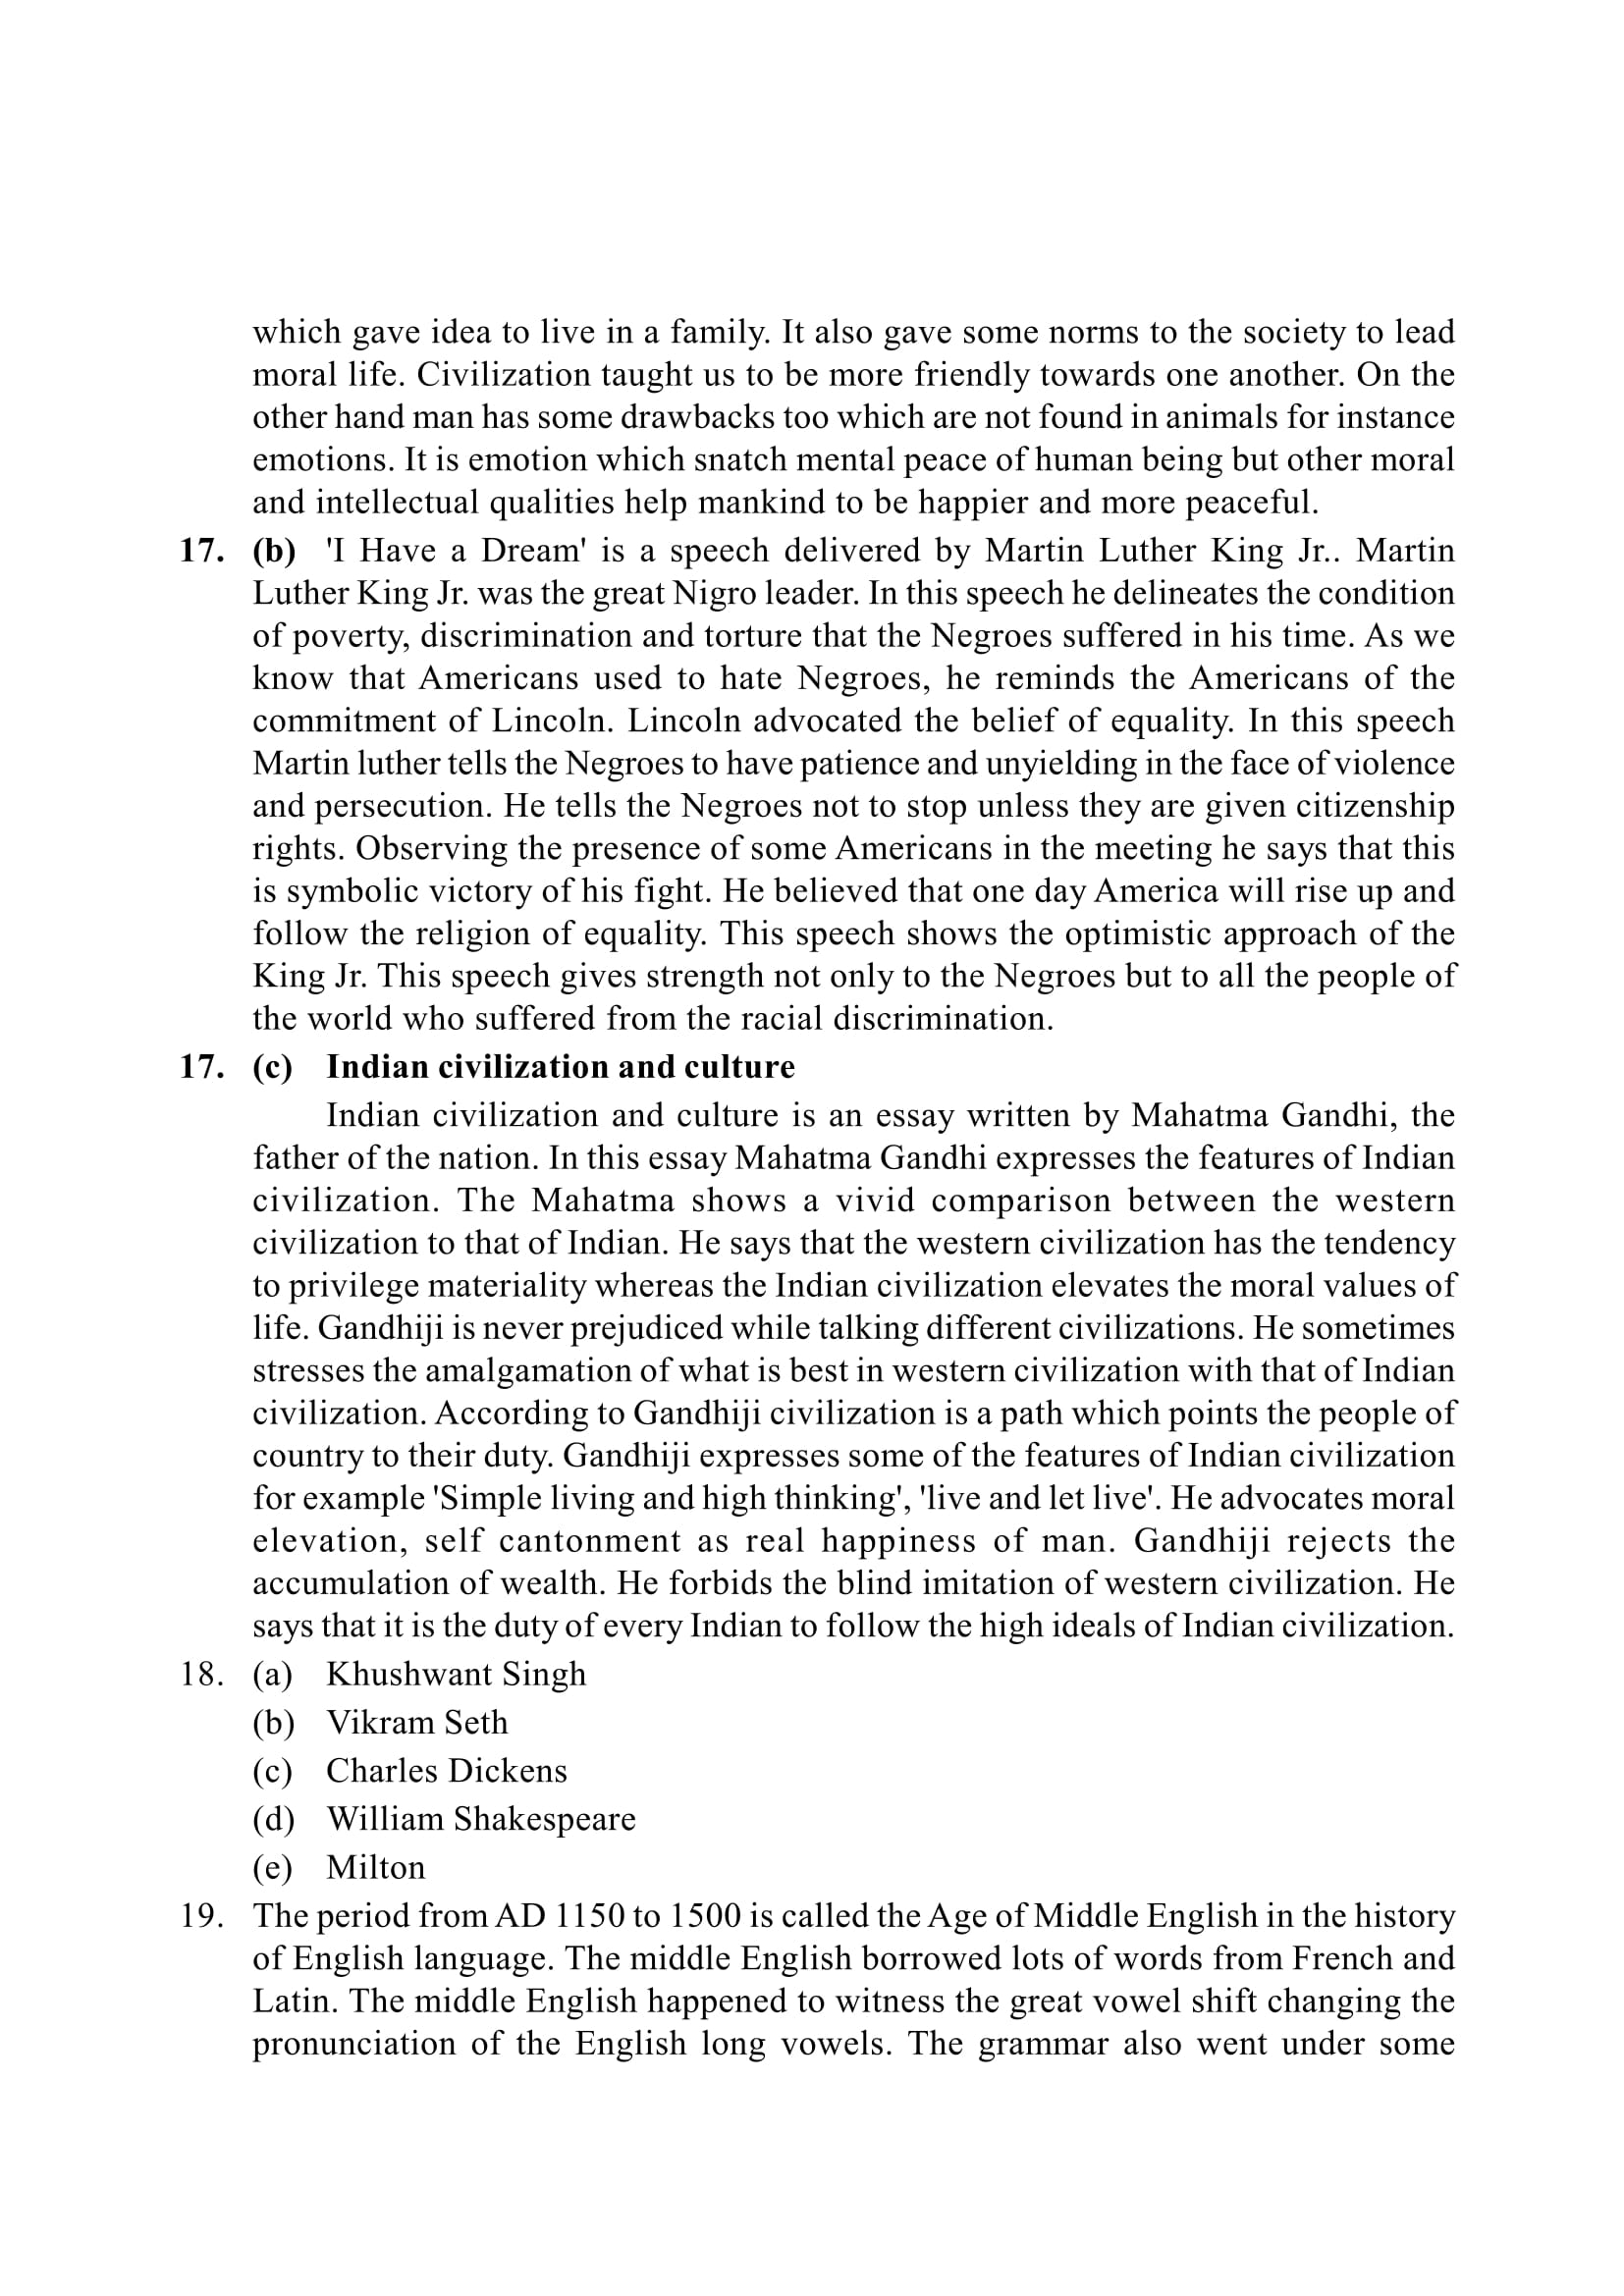 which gave idea to live in a family. It also gave some norms to the society to lead
moral life. Civilization taught us to be more friendly towards one another. On the
other hand man has some drawbacks too which are not found in animals for instance
emotions. It is emotion which snatch mental peace of human being but other moral
and intellectual qualities help mankind to be happier and more peaceful.
17. (b) 'I Have a Dream' is a speech delivered by Martin Luther King Jr.. Martin
Luther King Jr. was the great Nigro leader. In this speech he delineates the condition
of poverty, discrimination and torture that the Negroes suffered in his time. As we
know that Americans used to hate Negroes, he reminds the Americans of the
commitment of Lincoln. Lincoln advocated the belief of equality. In this speech
Martin luther tells the Negroes to have patience and unyielding in the face of violence
and persecution. He tells the Negroes not to stop unless they are given citizenship
rights. Observing the presence of some Americans in the meeting he says that this
is symbolic victory of his fight. He believed that one day America will rise up and
follow the religion of equality. This speech shows the optimistic approach of the
King Jr. This speech gives strength not only to the Negroes but to all the people of
the world who suffered from the racial discrimination.
17. (c) Indian civilization and culture
Indian civilization and culture is an essay written by Mahatma Gandhi, the
father of the nation. In this essay Mahatma Gandhi expresses the features of Indian
civilization. The Mahatma shows a vivid comparison between the western
civilization to that of Indian. He says that the western civilization has the tendency
to privilege materiality whereas the Indian civilization elevates the moral values of
life. Gandhiji is never prejudiced while talking different civilizations. He sometimes
stresses the amalgamation of what is best in western civilization with that of Indian
civilization. According to Gandhiji civilization is a path which points the people of
country to their duty. Gandhiji expresses some of the features of Indian civilization
for example 'Simple living and high thinking', 'live and let live'. He advocates moral
elevation, self cantonment as real happiness of man. Gandhiji rejects the
accumulation of wealth. He forbids the blind imitation of western civilization. He
says that it is the duty of every Indian to follow the high ideals of Indian civilization.
18. (a) Khushwant Singh
(b) Vikram Seth
(c) Charles Dickens
(d) William Shakespeare
(e) Milton
19. The period from AD 1150 to 1500 is called the Age of Middle English in the history
of English language. The middle English borrowed lots of words from French and
Latin. The middle English happened to witness the great vowel shift changing the
pronunciation of the English long vowels. The grammar also went under some